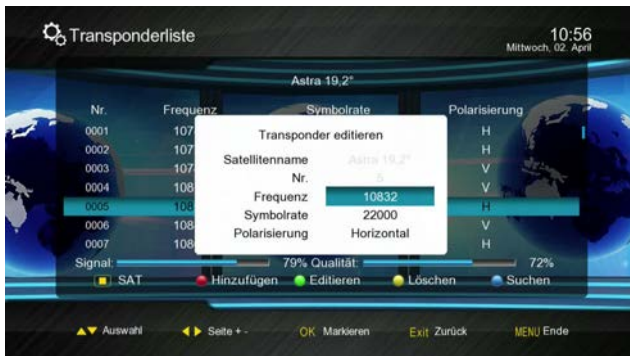 Transponderliste
10:56
Mittwoch, 02. April
Astra 19,2°
Nr. Frequenz Symbolrate Polarisierung
0001 107 H
0002 107 H
0003 107 V
0004 108 V
0005 108 H
0006 108 V
0007 108 H
Transponder editieren
Satellitenname Astra 19,2°
Nr. 5
Frequenz 10832
Symbolrate 22000
Polarisierung Horizontal
Signal: 79% Qualität: 72%
SAT Hinzufügen Editieren Löschen Suchen
Auswahl Seite + - OK Markieren Exit Zurück MENU Ende